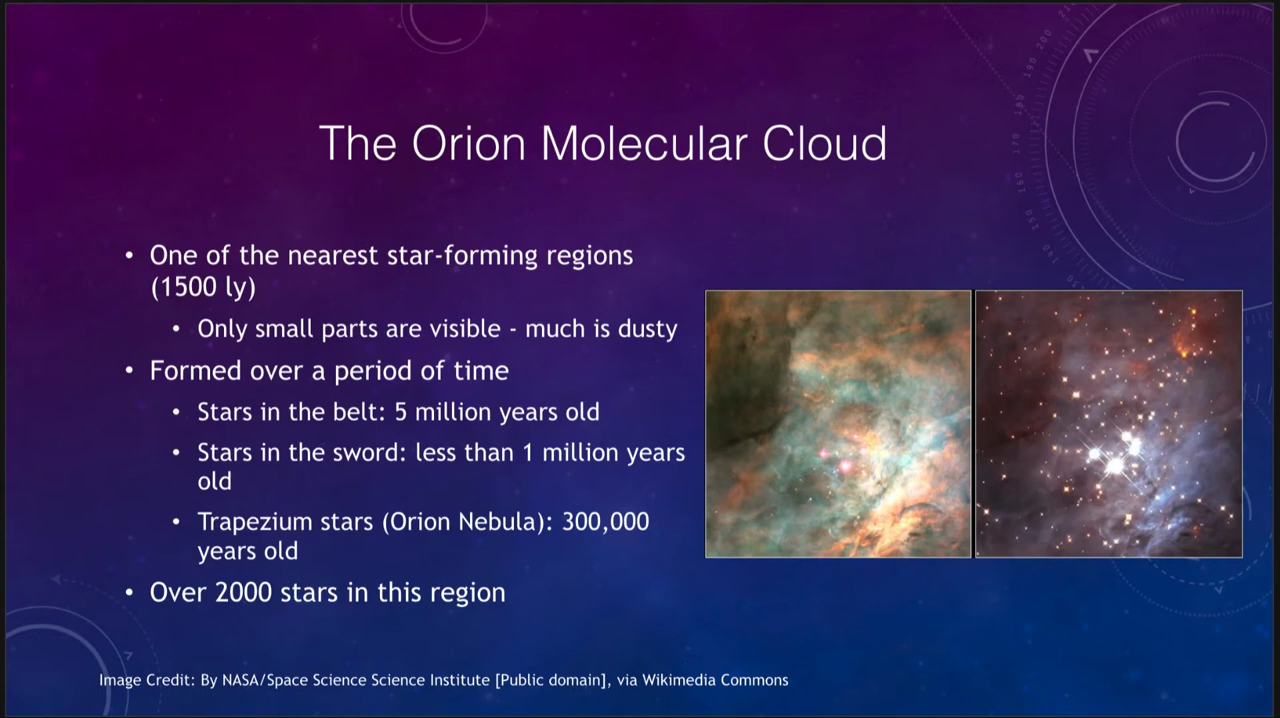 The Orion Molecular Cloud
• One of the nearest star-forming regions
(1500 ly)
• Only small parts are visible - much is dusty
• Formed over a period of time
• Stars in the belt: 5 million years old
• Stars in the sword: less than 1 million years
old
• Trapezium stars (Orion Nebula): 300,000
years old
• Over 2000 stars in this region
Image Credit: By NASA/Space Science Science Institute [Public domain], via Wikimedia Commons